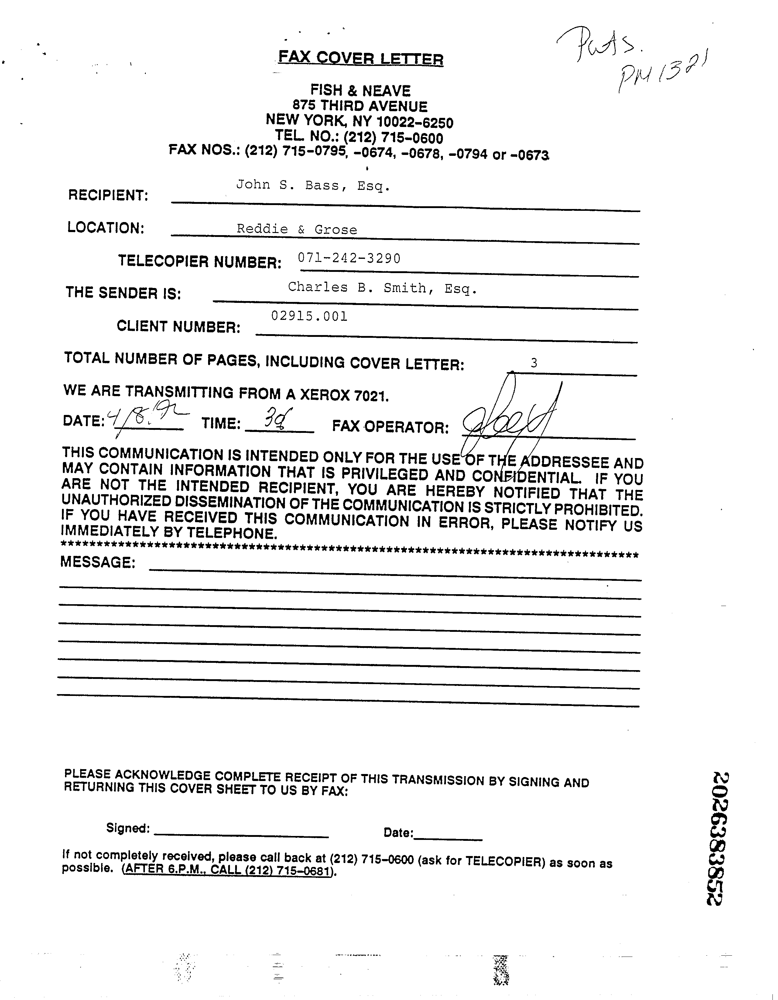 Pats.
PM 1321
FAX COVER LETTER
FISH & NEAVE
875 THIRD AVENUE
NEW YORK, NY 10022-6250
TEL. NO.: (212) 715-0600
FAX NOS.: (212) 715-0795, -0674, -0678, -0794 or -0673
RECIPIENT: John S. Bass, Esq.
LOCATION: Reddie & Grose
TELECOPIER NUMBER: 071-242-3290
THE SENDER IS: Charles B. Smith, Esq.
CLIENT NUMBER: 02915.001
TOTAL NUMBER OF PAGES, INCLUDING COVER LETTER: 3
WE ARE TRANSMITTING FROM A XEROX 7021.
DATE: 4/8/92 TIME: FAX OPERATOR:
THIS COMMUNICATION IS INTENDED ONLY FOR THE USE OF THE ADDRESSEE AND
MAY CONTAIN INFORMATION THAT IS PRIVILEGED AND CONFIDENTIAL. IF YOU
ARE NOT THE INTENDED RECIPIENT, YOU ARE HEREBY NOTIFIED THAT THE
UNAUTHORIZED DISSEMINATION OF THE COMMUNICATION IS STRICTLY PROHIBITED.
IF YOU HAVE RECEIVED THIS COMMUNICATION IN ERROR, PLEASE NOTIFY US
IMMEDIATELY BY TELEPHONE.
********************************************************************************
MESSAGE:
PLEASE ACKNOWLEDGE COMPLETE RECEIPT OF THIS TRANSMISSION BY SIGNING AND
RETURNING THIS COVER SHEET TO US BY FAX:
Signed: Date:
If not completely received, please call back at (212) 715-0600 (ask for TELECOPIER) as soon as
possible. (AFTER 6.P.M., CALL (212) 715-0681).
2026383852